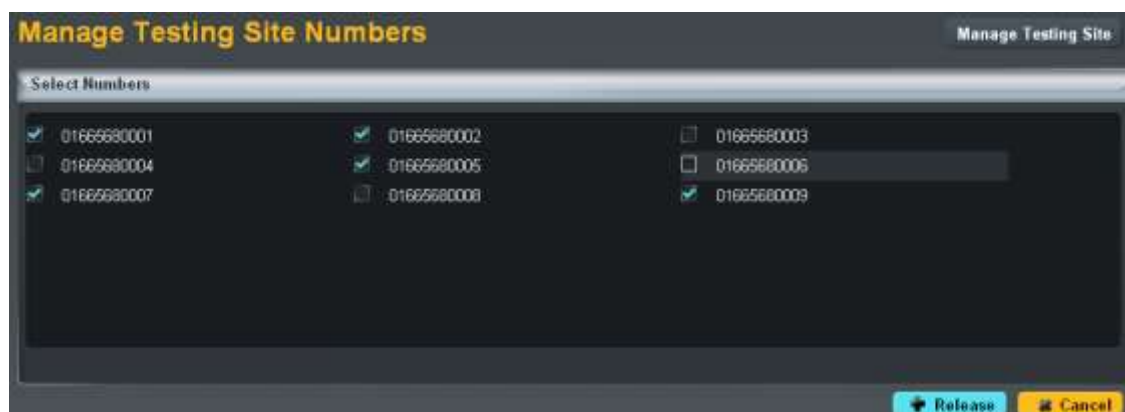 Manage Testing Site Numbers
Manage Testing Site
Select Numbers
01665680001 01665680002 01665680003
01665680004 01665680005 01665680006
01665680007 01665680008 01665680009
Release Cancel